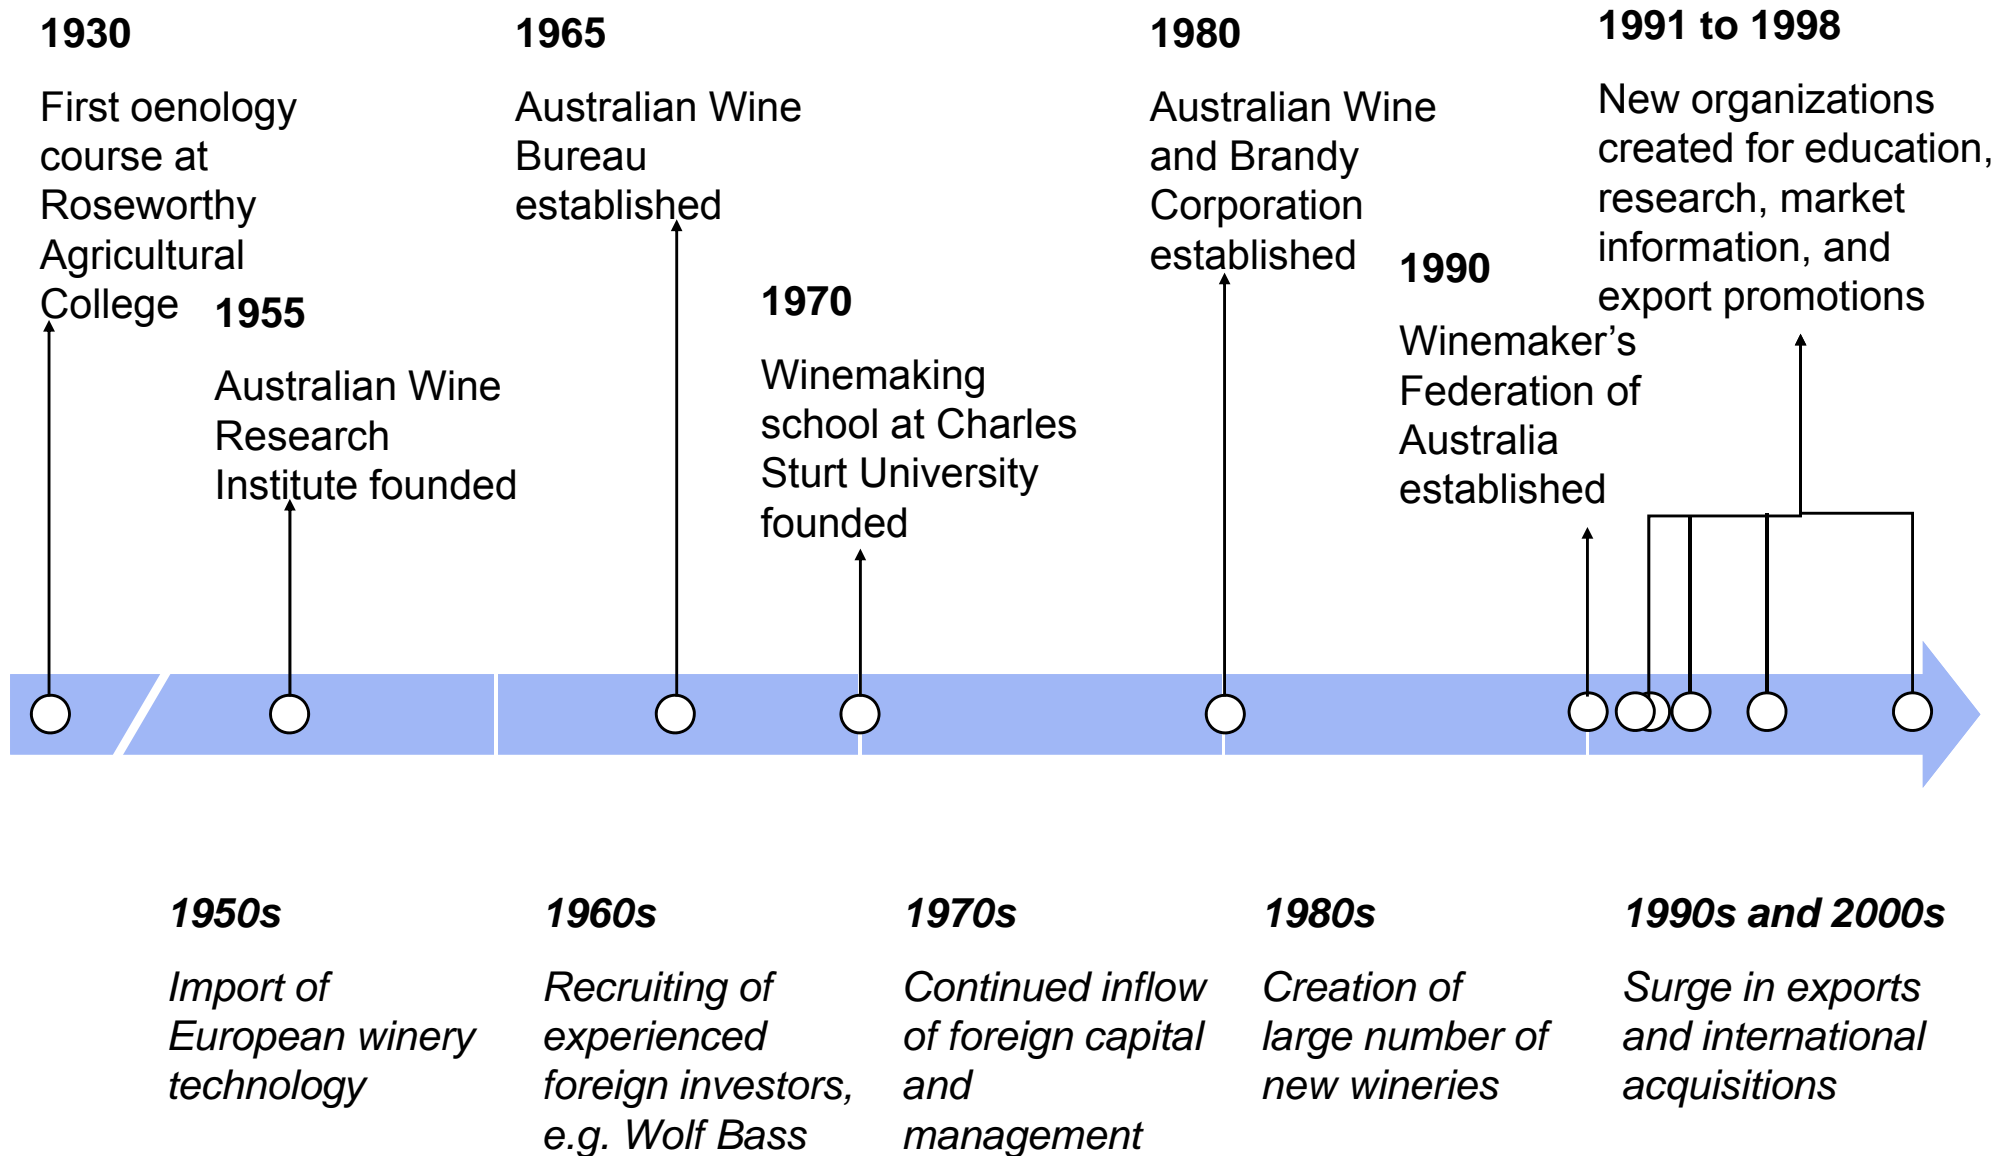 1930
First oenology
course at
Roseworthy
Agricultural
College
1955
Australian Wine
Research
Institute founded
1965
Australian Wine
Bureau
established
1970
Winemaking
school at Charles
Sturt University
founded
1980
Australian Wine
and Brandy
Corporation
established
1990
Winemaker’s
Federation of
Australia
established
1991 to 1998
New organizations
created for education,
research, market
information, and
export promotions
1950s
Import of
European winery
technology
1960s
Recruiting of
experienced
foreign investors,
e.g. Wolf Bass
1970s
Continued inflow
of foreign capital
and
management
1980s
Creation of
large number of
new wineries
1990s and 2000s
Surge in exports
and international
acquisitions